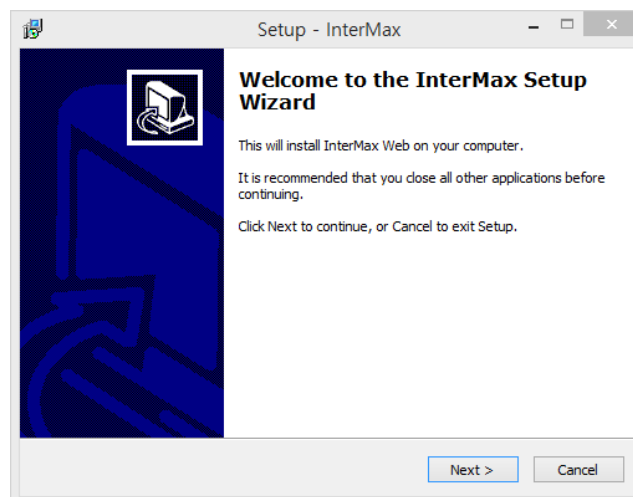 Setup - InterMax
Welcome to the InterMax Setup
Wizard
This will install InterMax Web on your computer.
It is recommended that you close all other applications before
continuing.
Click Next to continue, or Cancel to exit Setup.
Next >
Cancel